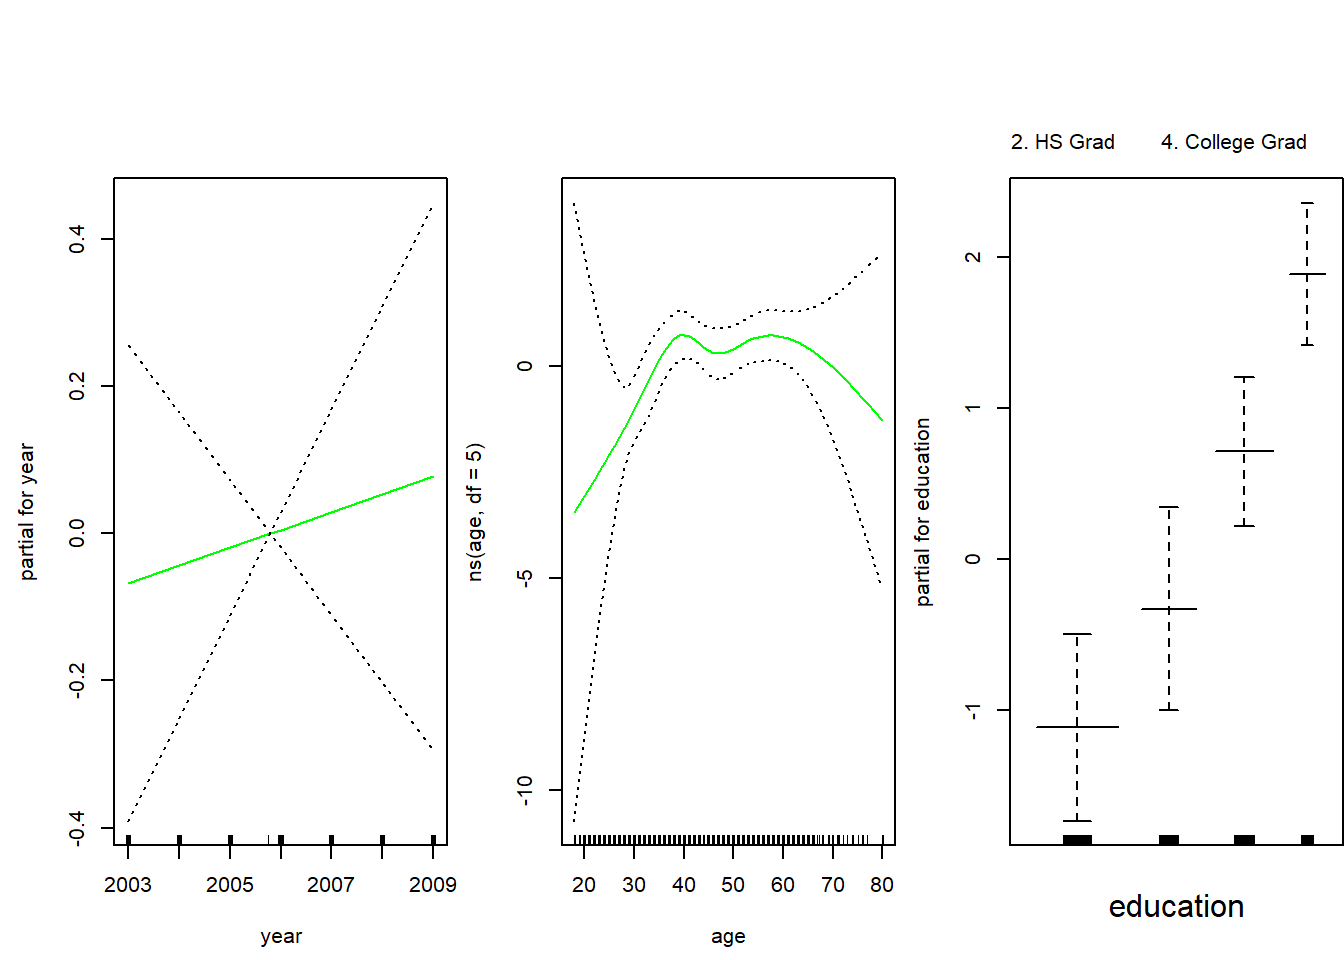 partial for year
0.4
0.2
0.0
-0.2
-0.4
2003 2005 2007 2009
year
ns(age, df = 5)
0
-5
-10
20 30 40 50 60 70 80
age
2. HS Grad 4. College Grad
partial for education
2
1
0
-1
education